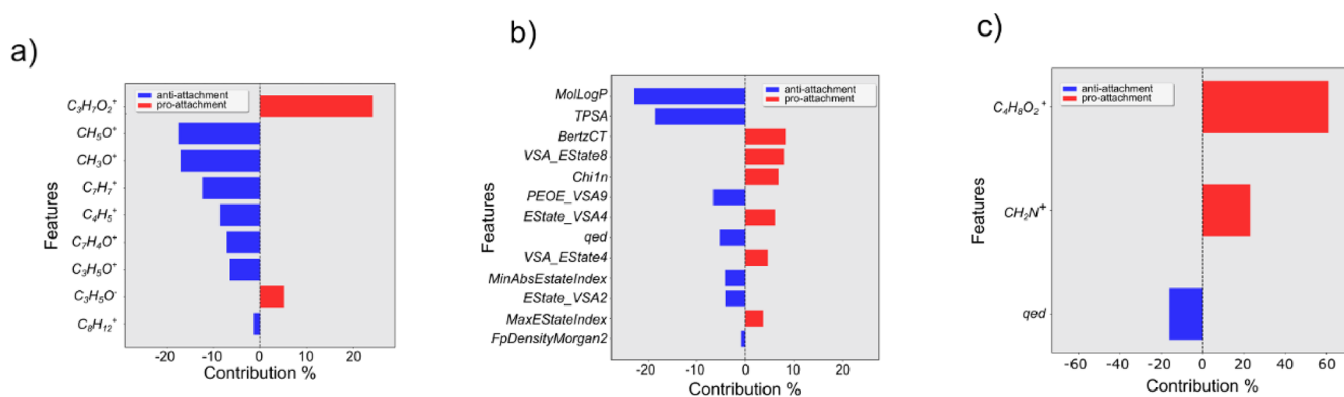 a)
anti-attachment
pro-attachment
C₃H₇O₂⁺
CH₅O⁺
CH₃O⁺
C₇H₇⁺
C₄H₅⁺
C₇H₄O⁺
C₃H₅O⁺
C₃H₅O⁻
C₈H₁₂⁺
Features
-20 -10 0 10 20
Contribution %
b)
anti-attachment
pro-attachment
MolLogP
TPSA
BertzCT
VSA_EState8
Chi1n
PEOE_VSA9
EState_VSA4
qed
VSA_EState4
MinAbsEstateIndex
EState_VSA2
MaxEStateIndex
FpDensityMorgan2
Features
-20 -10 0 10 20
Contribution %
c)
anti-attachment
pro-attachment
C₄H₈O₂⁺
CH₂N⁺
qed
Features
-60 -40 -20 0 20 40 60
Contribution %